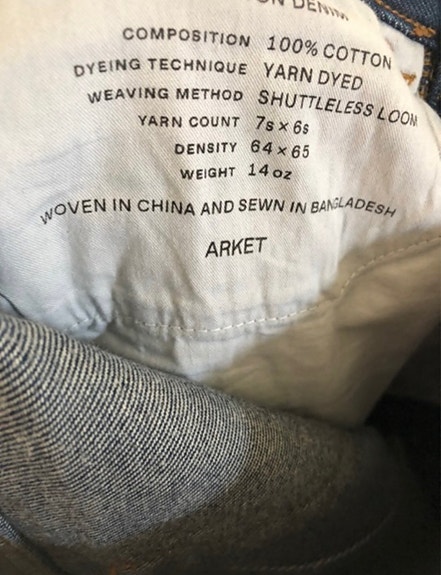 DENIM
COMPOSITION 100% COTTON
DYEING TECHNIQUE YARN DYED
WEAVING METHOD SHUTTLELESS LOOM
YARN COUNT 7s × 6s
DENSITY 64 × 65
WEIGHT 14 oz
WOVEN IN CHINA AND SEWN IN BANGLADESH
ARKET